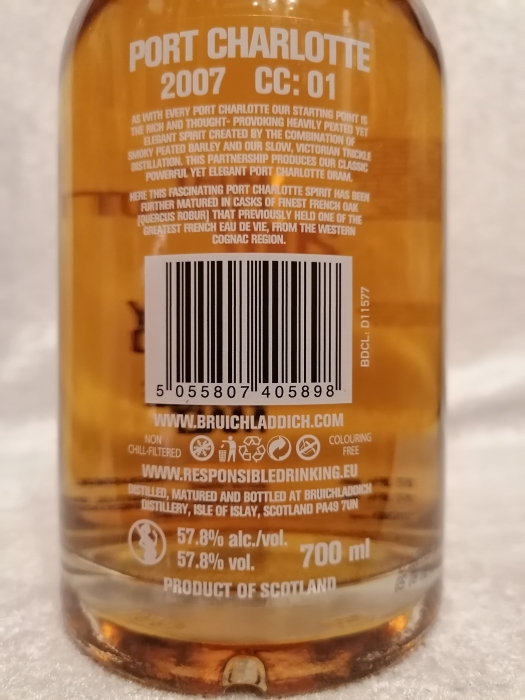 PORT CHARLOTTE
2007 CC: 01
AS WITH EVERY PORT CHARLOTTE OUR STARTING POINT IS
THE RICH AND THOUGHT- PROVOKING HEAVILY PEATED YET
ELEGANT SPIRIT CREATED BY THE COMBINATION OF
SMOKY PEATED BARLEY AND OUR SLOW, VICTORIAN TRICKLE
DISTILLATION. THIS PARTNERSHIP PRODUCES OUR CLASSIC
POWERFUL YET ELEGANT PORT CHARLOTTE DRAM.
HERE THIS FASCINATING PORT CHARLOTTE SPIRIT HAS BEEN
FURTHER MATURED IN CASKS OF FINEST FRENCH OAK
(QUERCUS ROBUR) THAT PREVIOUSLY HELD ONE OF THE
GREATEST FRENCH EAU DE VIE, FROM THE WESTERN
COGNAC REGION.
5 055807 405898
BDCL: D11577
WWW.BRUICHLADDICH.COM
NON
CHILL-FILTERED
COLOURING
FREE
WWW.RESPONSIBLEDRINKING.EU
DISTILLED, MATURED AND BOTTLED AT BRUICHLADDICH
DISTILLERY, ISLE OF ISLAY, SCOTLAND PA49 7UN
57.8% alc./vol.
57.8% vol.
700 ml
PRODUCT OF SCOTLAND